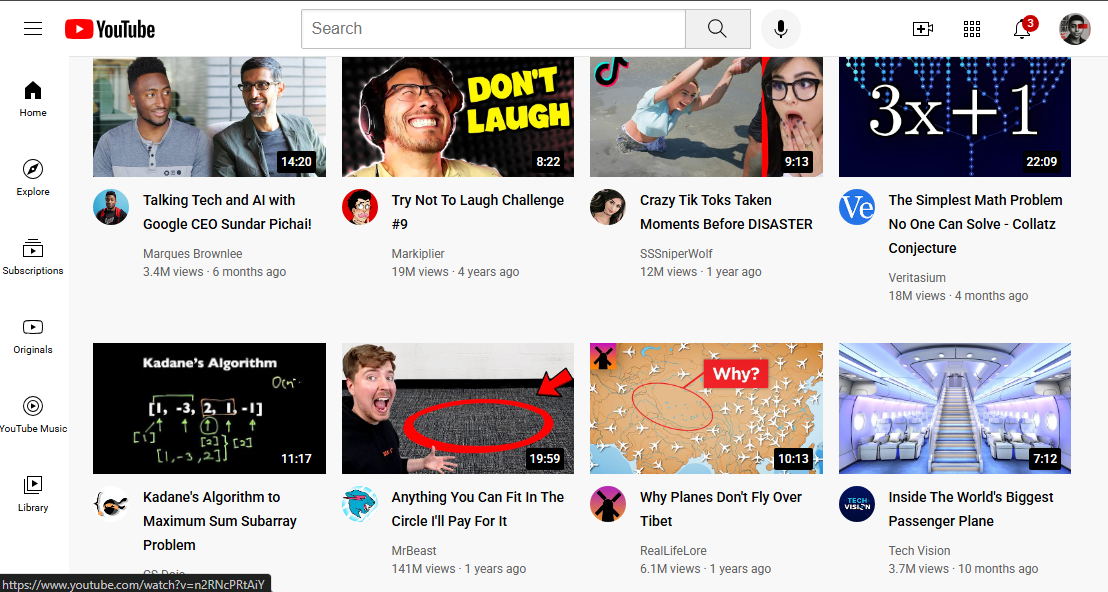 YouTube
Search
3
Home
Explore
Subscriptions
Originals
YouTube Music
Library
DON'T
LAUGH
3x+1
14:20
8:22
9:13
22:09
Talking Tech and AI with
Google CEO Sundar Pichai!
Marques Brownlee
3.4M views · 6 months ago
Try Not To Laugh Challenge
#9
Markiplier
19M views · 4 years ago
Crazy Tik Toks Taken
Moments Before DISASTER
SSSniperWolf
12M views · 1 year ago
Ve
The Simplest Math Problem
No One Can Solve - Collatz
Conjecture
Veritasium
18M views · 4 months ago
Kadane's Algorithm
[1, -3, 2, 1, -1]
[1]
[2]
[1,-3,2]
11:17
19:59
Why?
10:13
7:12
Kadane's Algorithm to
Maximum Sum Subarray
Problem
CS Dojo
Anything You Can Fit In The
Circle I'll Pay For It
MrBeast
141M views · 1 years ago
Why Planes Don't Fly Over
Tibet
RealLifeLore
6.1M views · 1 years ago
TECH
VISION
Inside The World's Biggest
Passenger Plane
Tech Vision
3.7M views · 10 months ago
https://www.youtube.com/watch?v=n2RNcPRtAiY